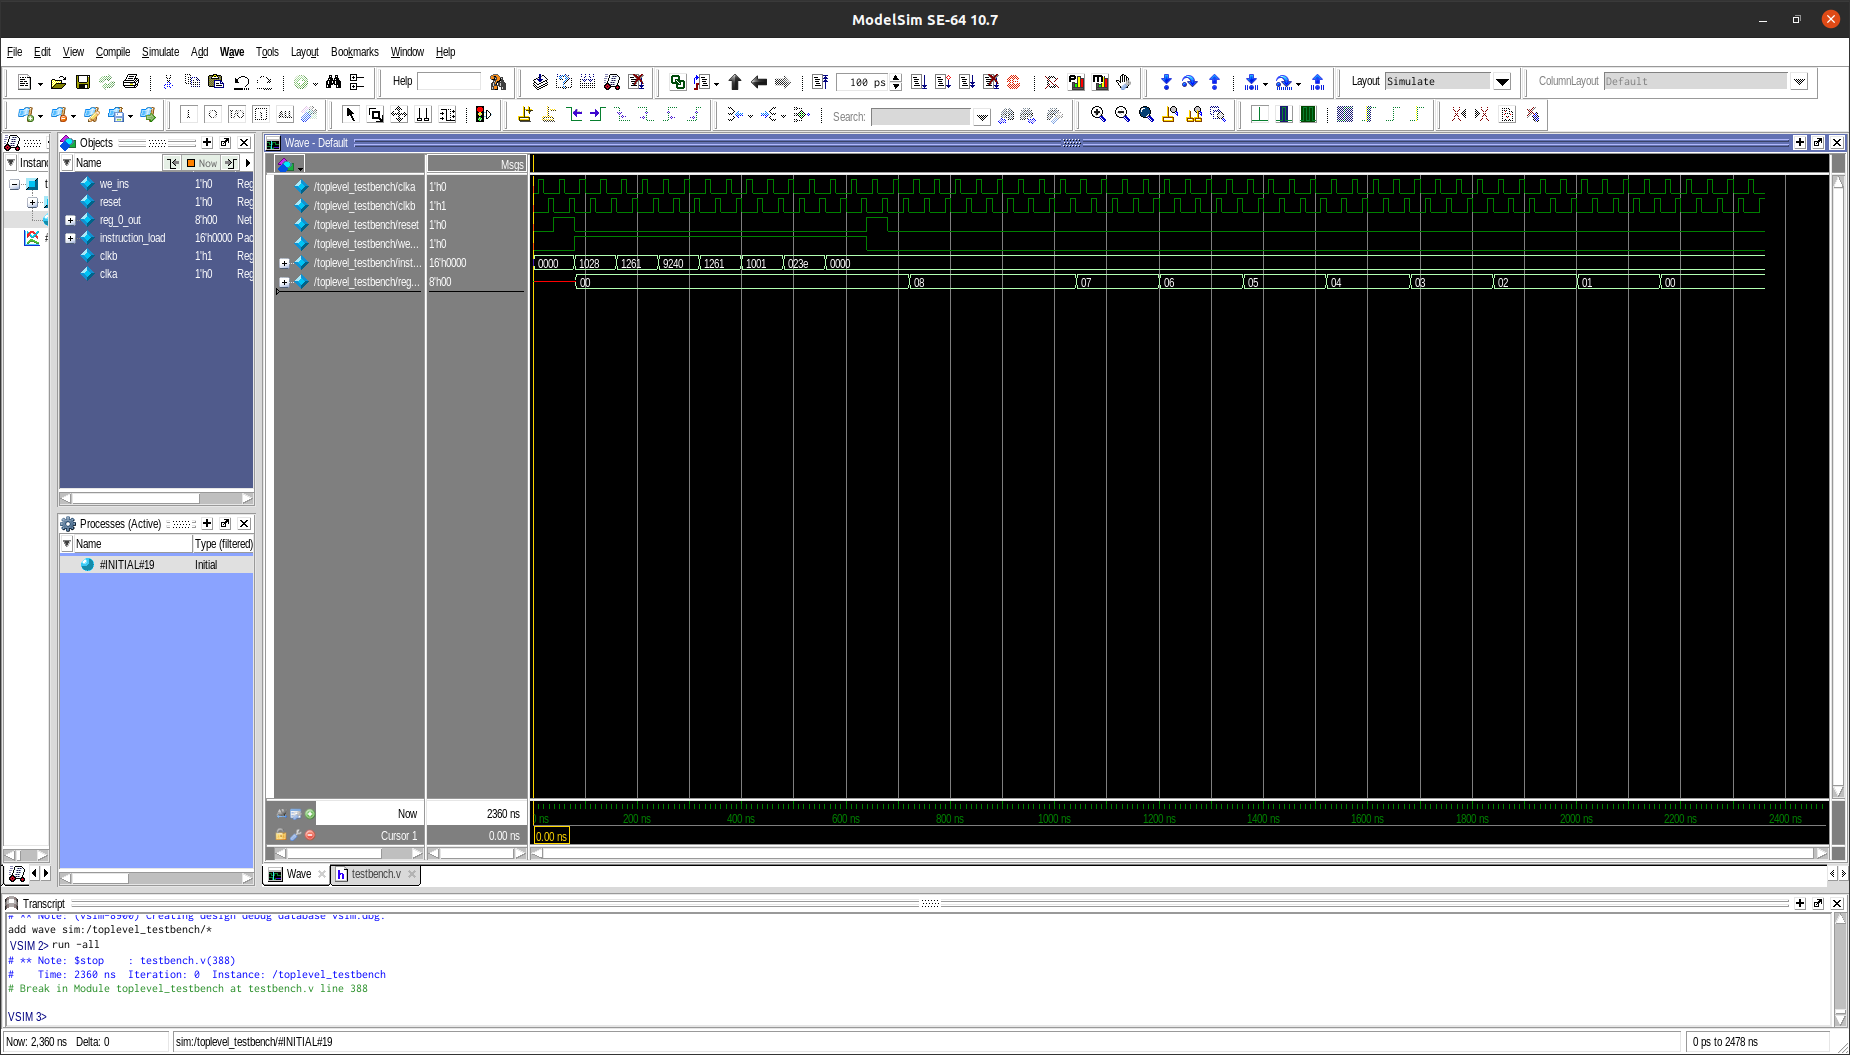 ModelSim SE-64 10.7
File Edit View Compile Simulate Add Wave Tools Layout Bookmarks Window Help
Help
100 ps
Layout Simulate
ColumnLayout Default
Search:
Objects
Name
Now
we_ins 1'h0 Reg
reset 1'h0 Reg
reg_0_out 8'h00 Net
instruction_load 16'h0000 Pac
clkb 1'h1 Reg
clka 1'h0 Reg
Instanc
Processes (Active)
Name Type (filtered)
#INITIAL#19 Initial
Wave - Default
Msgs
/toplevel_testbench/clka 1'h0
/toplevel_testbench/clkb 1'h1
/toplevel_testbench/reset 1'h0
/toplevel_testbench/we... 1'h0
/toplevel_testbench/inst... 16'h0000 0000 1028 1261 9240 1261 1001 023e 0000
/toplevel_testbench/reg... 8'h00 00 08 07 06 05 04 03 02 01 00
Now 2360 ns
ns 200 ns 400 ns 600 ns 800 ns 1000 ns 1200 ns 1400 ns 1600 ns 1800 ns 2000 ns 2200 ns 2400 ns
Cursor 1 0.00 ns 0.00 ns
Wave testbench.v
Transcript
# ** Note: (vsim-8900) Creating design debug database vsim.dbg.
add wave sim:/toplevel_testbench/*
VSIM 2> run -all
# ** Note: $stop : testbench.v(388)
# Time: 2360 ns Iteration: 0 Instance: /toplevel_testbench
# Break in Module toplevel_testbench at testbench.v line 388
VSIM 3>
Now: 2,360 ns Delta: 0 sim:/toplevel_testbench/#INITIAL#19 0 ps to 2478 ns